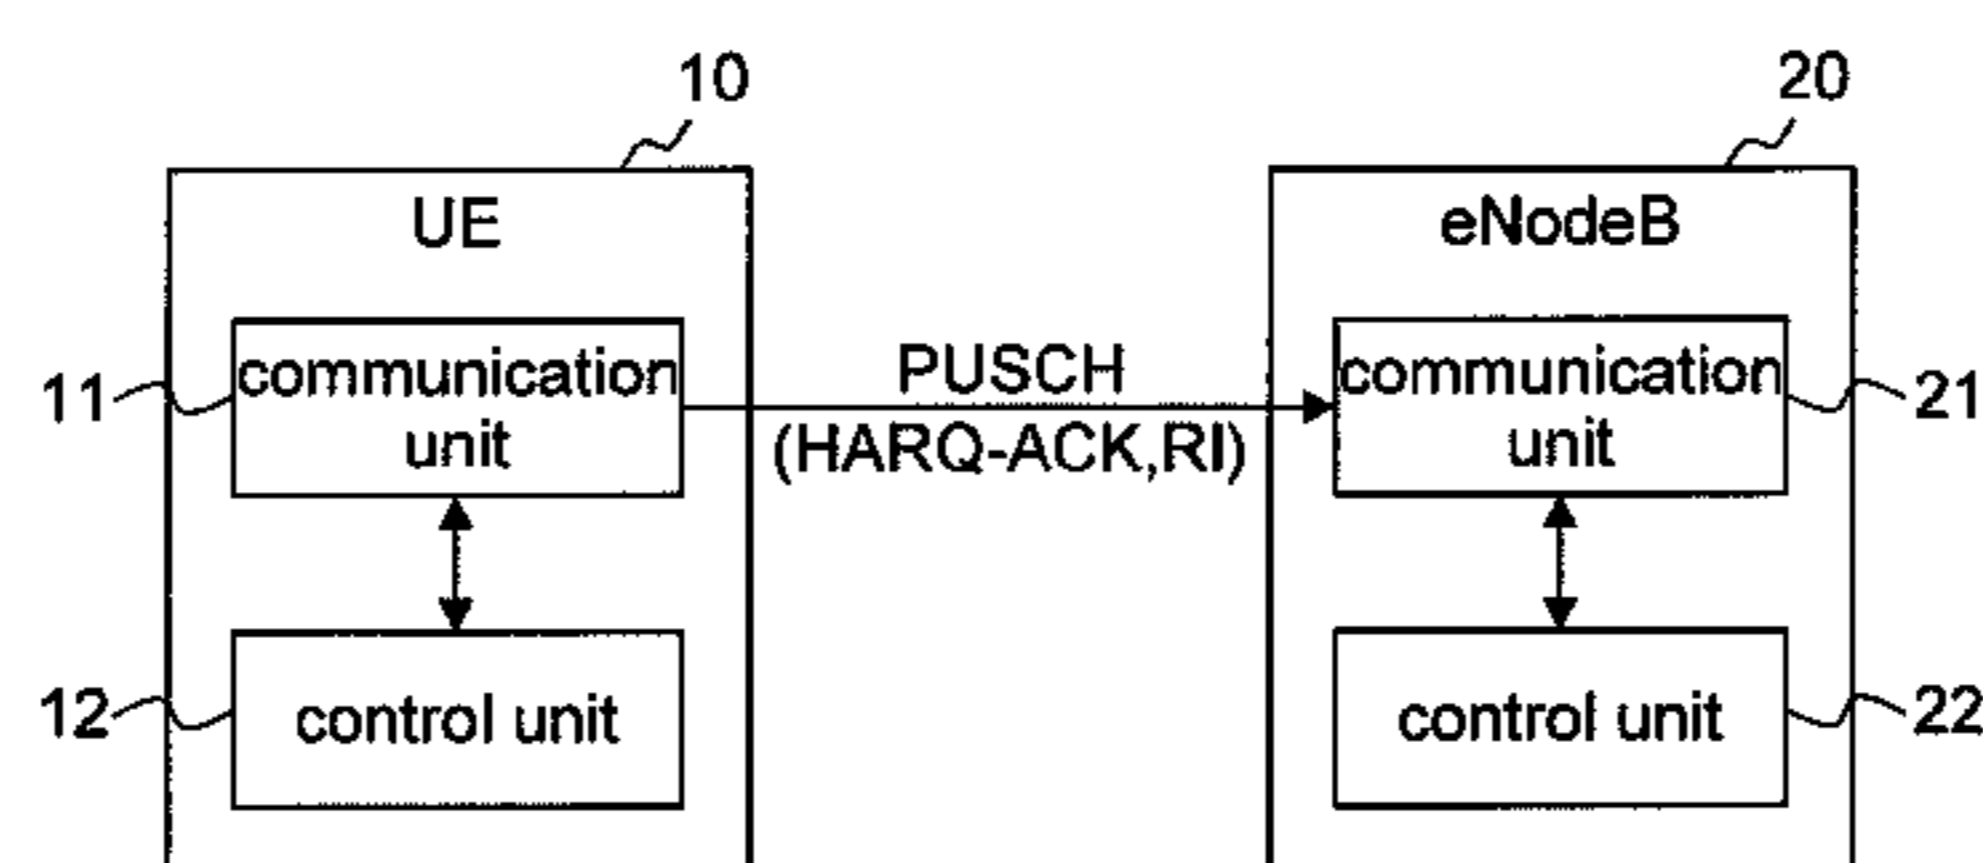 10
20
UE
eNodeB
11
communication
unit
PUSCH
(HARQ-ACK,RI)
communication
unit
21
12
control unit
control unit
22